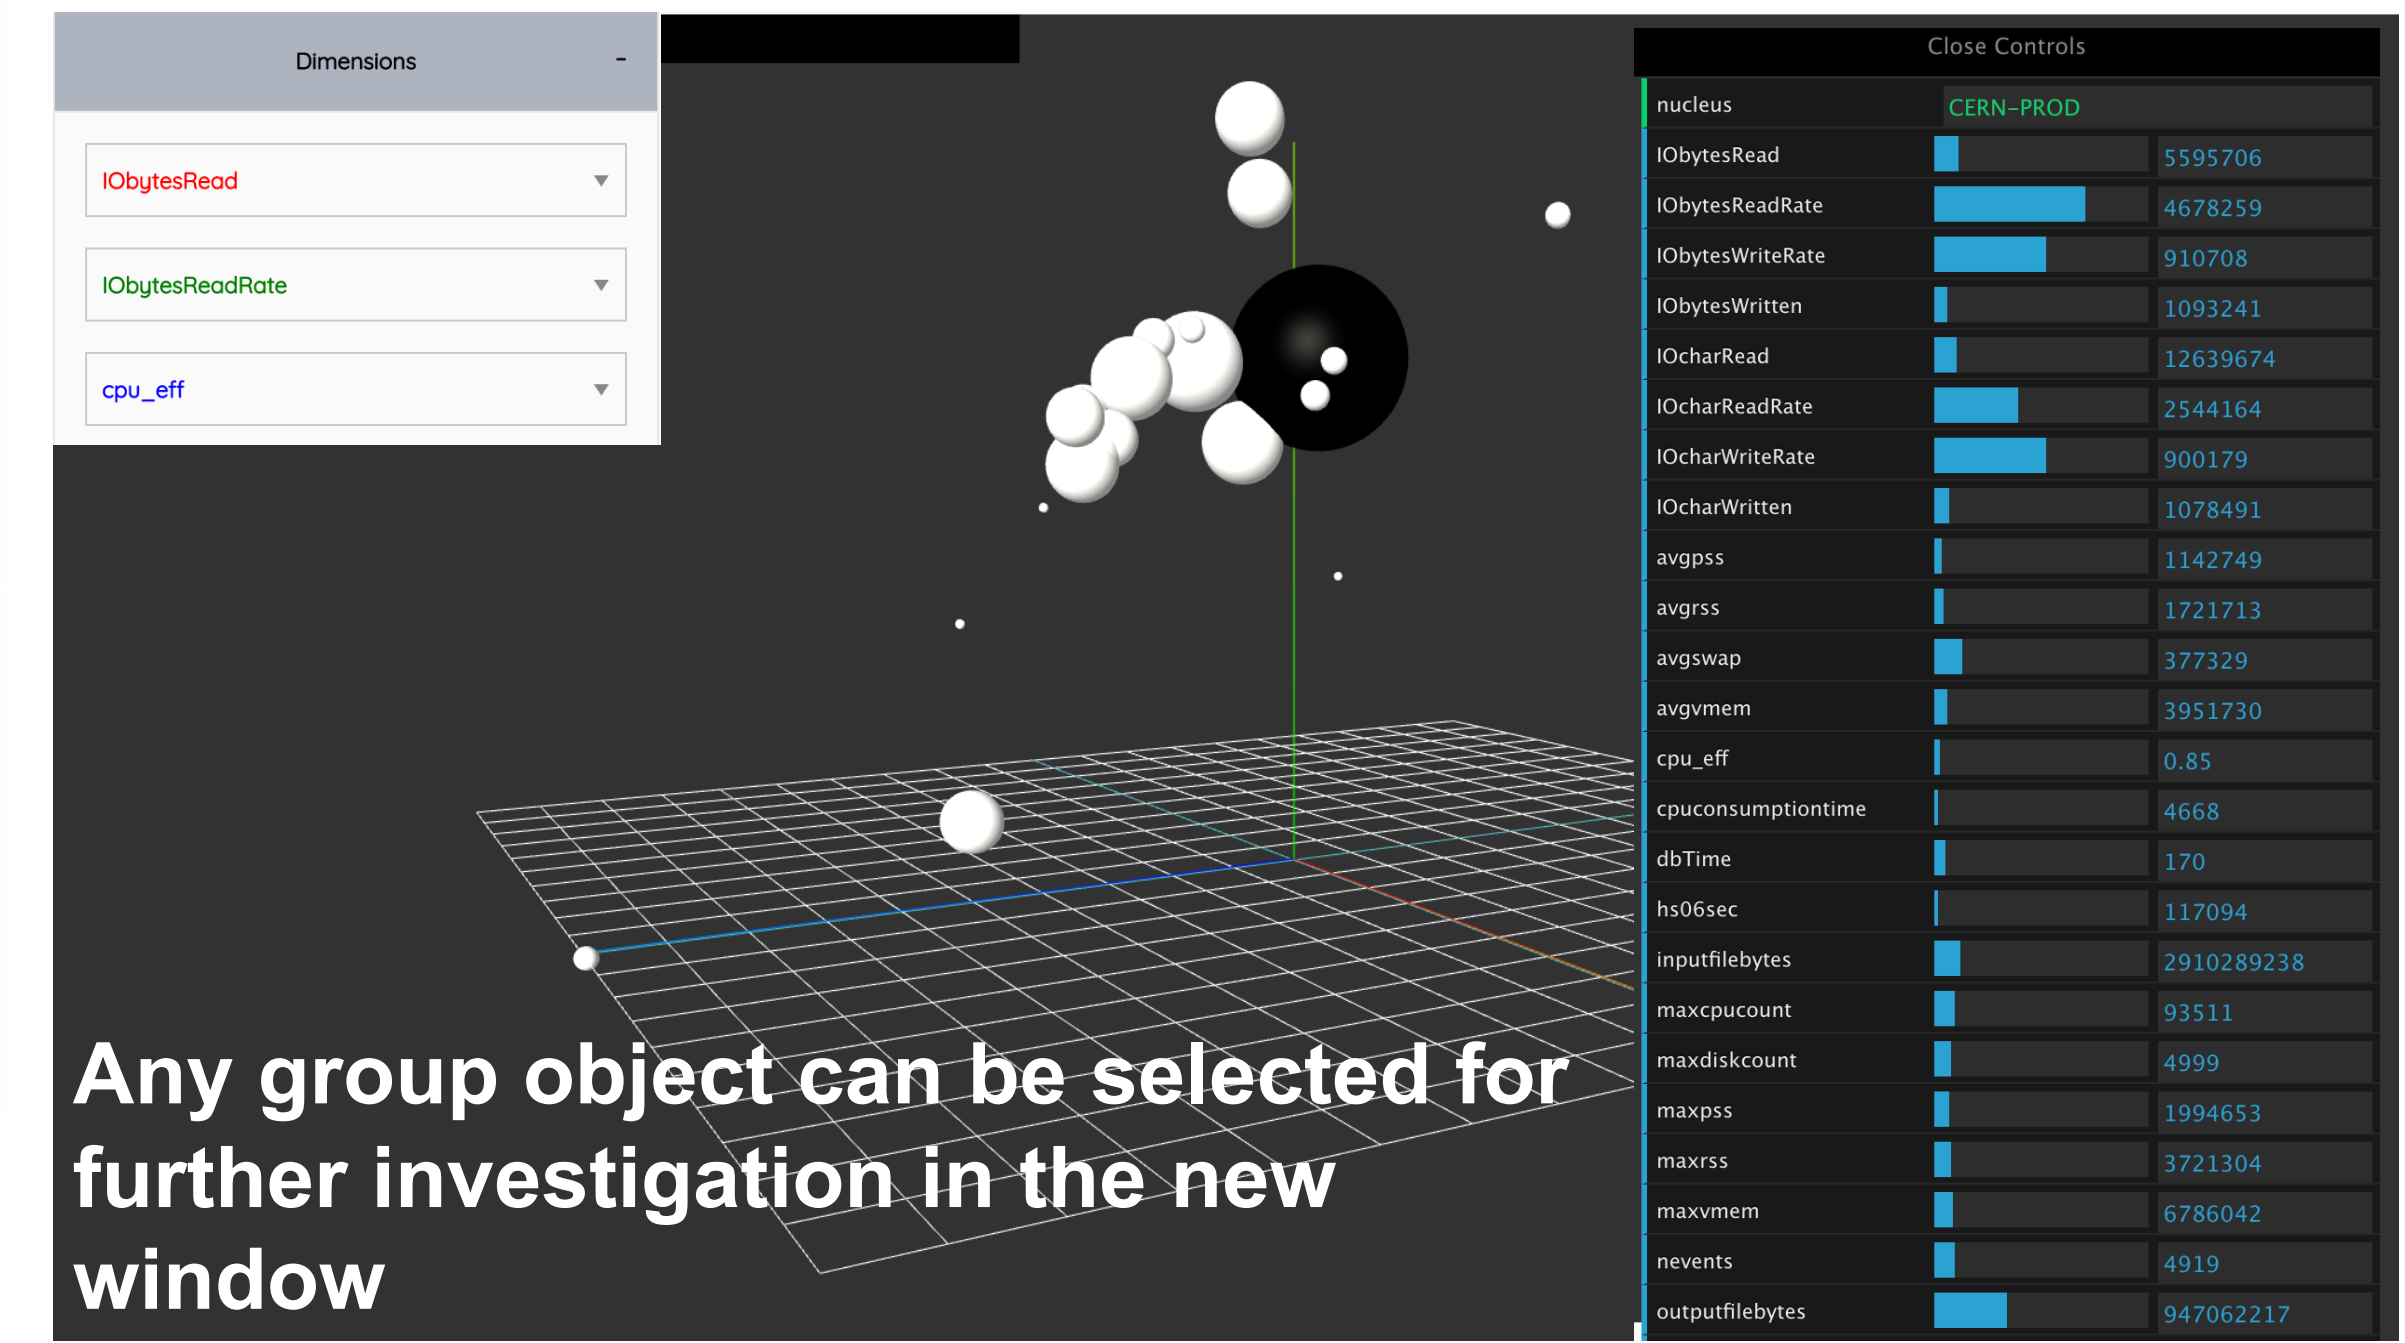 Dimensions -
IObytesRead
IObytesReadRate
cpu_eff
Any group object can be selected for
further investigation in the new
window
Close Controls
nucleus CERN-PROD
IObytesRead 5595706
IObytesReadRate 4678259
IObytesWriteRate 910708
IObytesWritten 1093241
IOcharRead 12639674
IOcharReadRate 2544164
IOcharWriteRate 900179
IOcharWritten 1078491
avgpss 1142749
avgrss 1721713
avgswap 377329
avgvmem 3951730
cpu_eff 0.85
cpuconsumptiontime 4668
dbTime 170
hs06sec 117094
inputfilebytes 2910289238
maxcpucount 93511
maxdiskcount 4999
maxpss 1994653
maxrss 3721304
maxvmem 6786042
nevents 4919
outputfilebytes 947062217